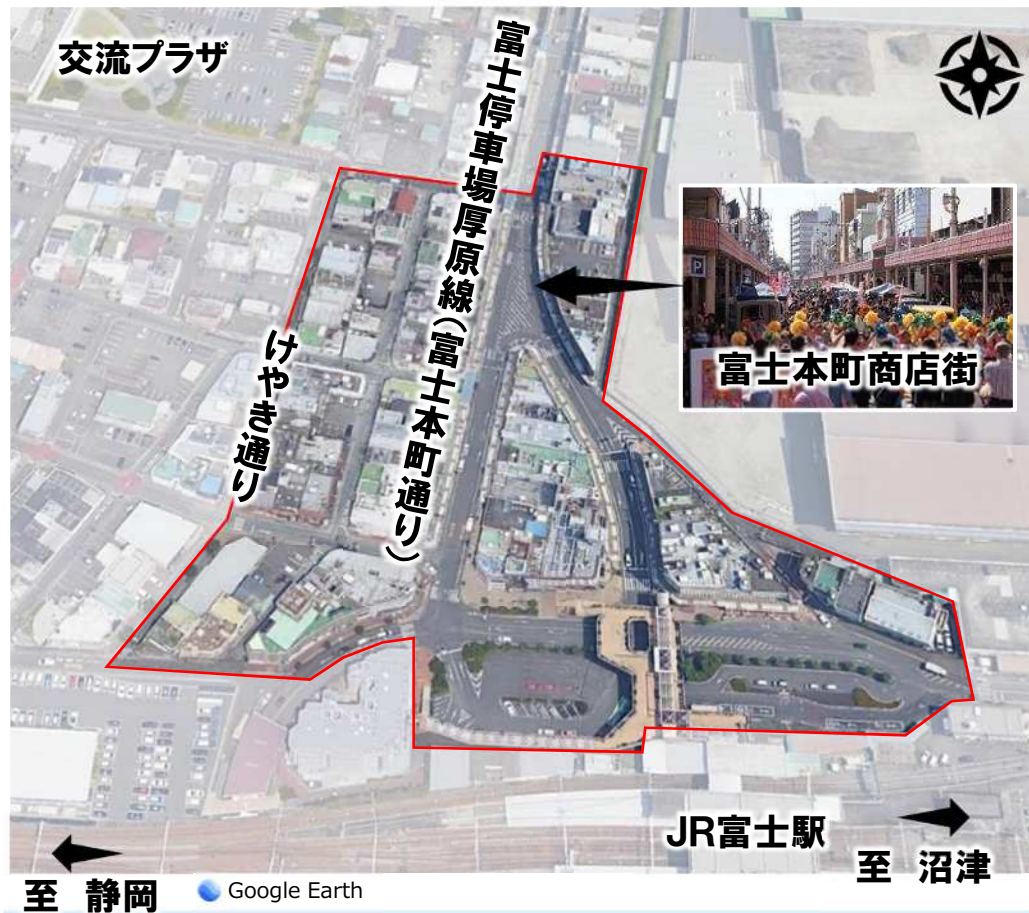 交流プラザ
富士停車場厚原線(富士本町通り)
けやき通り
P
富士本町商店街
JR富士駅
至 沼津
至 静岡
Google Earth